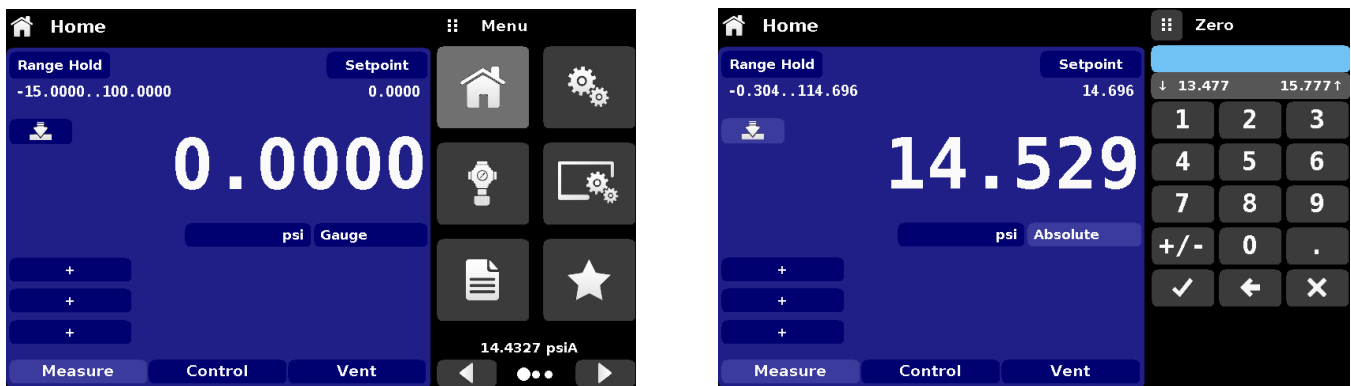 Home
Menu
Range Hold
Setpoint
-15.0000..100.0000
0.0000
0.0000
psi Gauge
+
+
+
14.4327 psiA
Measure Control Vent
Home
Zero
Range Hold
Setpoint
-0.304..114.696
14.696
↓ 13.477 15.777↑
14.529
psi Absolute
+
+
+
Measure Control Vent
1 2 3
4 5 6
7 8 9
+/- 0 .